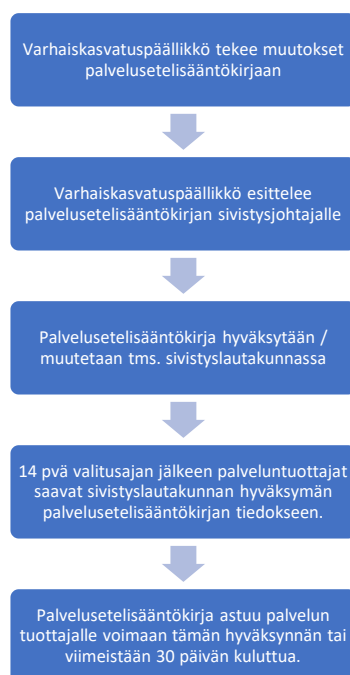 Varhaiskasvatuspäällikkö tekee muutokset
palvelusetelisääntökirjaan
Varhaiskasvatuspäällikkö esittelee
palvelusetelisääntökirjan sivistysjohtajalle
Palvelusetelisääntökirja hyväksytään /
muutetaan tms. sivistyslautakunnassa
14 pvä valitusajan jälkeen palveluntuottajat
saavat sivistyslautakunnan hyväksymän
palvelusetelisääntökirjan tiedokseen.
Palvelusetelisääntökirja astuu palvelun
tuottajalle voimaan tämän hyväksynnän tai
viimeistään 30 päivän kuluttua.